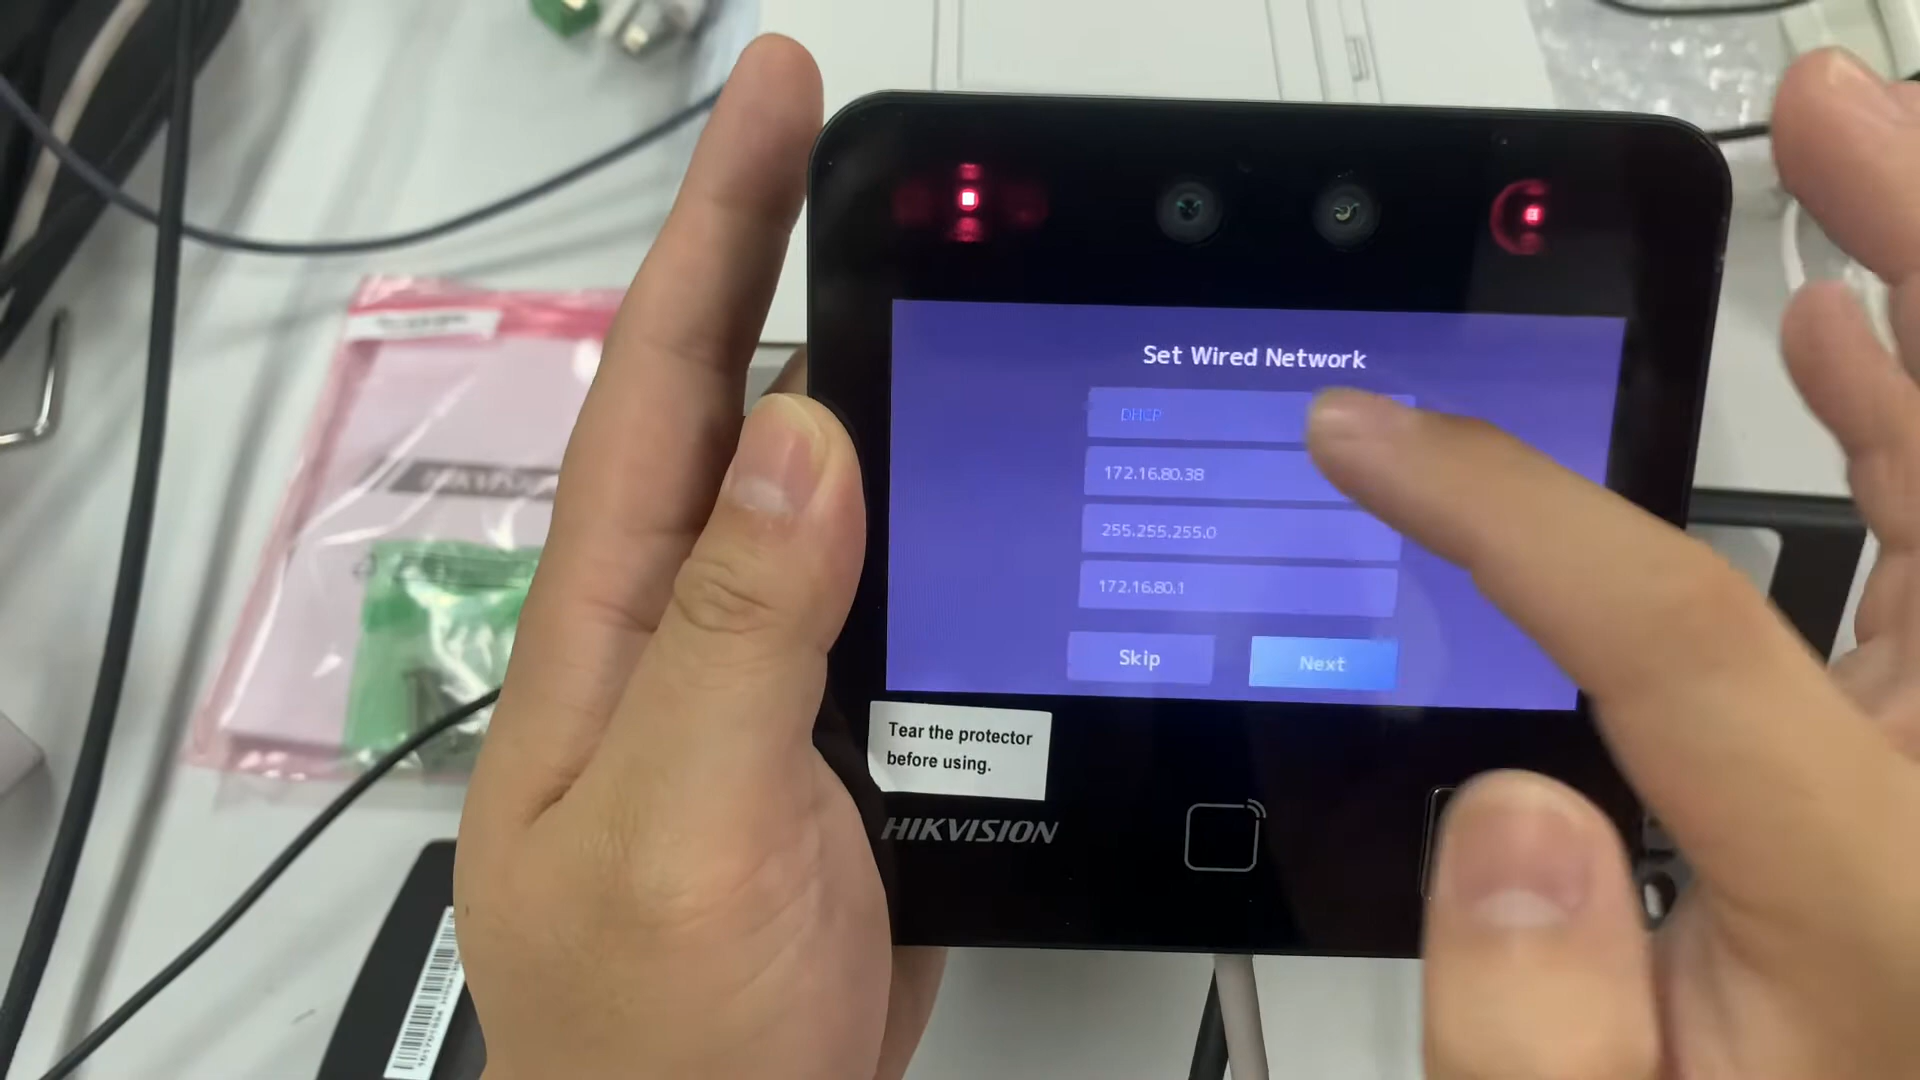 Set Wired Network
DHCP
172.16.80.38
255.255.255.0
172.16.80.1
Skip
Next
Tear the protector
before using.
HIKVISION
HIKVISION